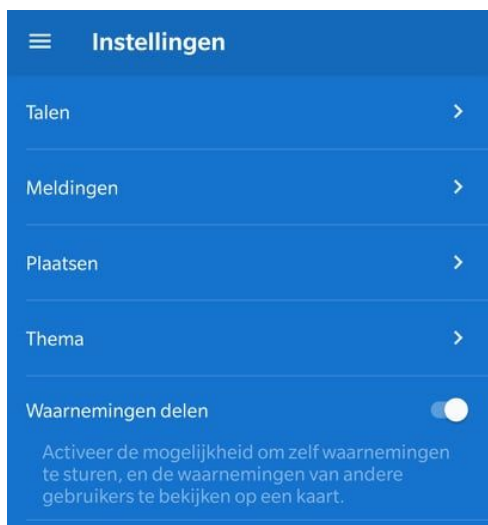 Instellingen
Talen
Meldingen
Plaatsen
Thema
Waarnemingen delen
Activeer de mogelijkheid om zelf waarnemingen
te sturen, en de waarnemingen van andere
gebruikers te bekijken op een kaart.